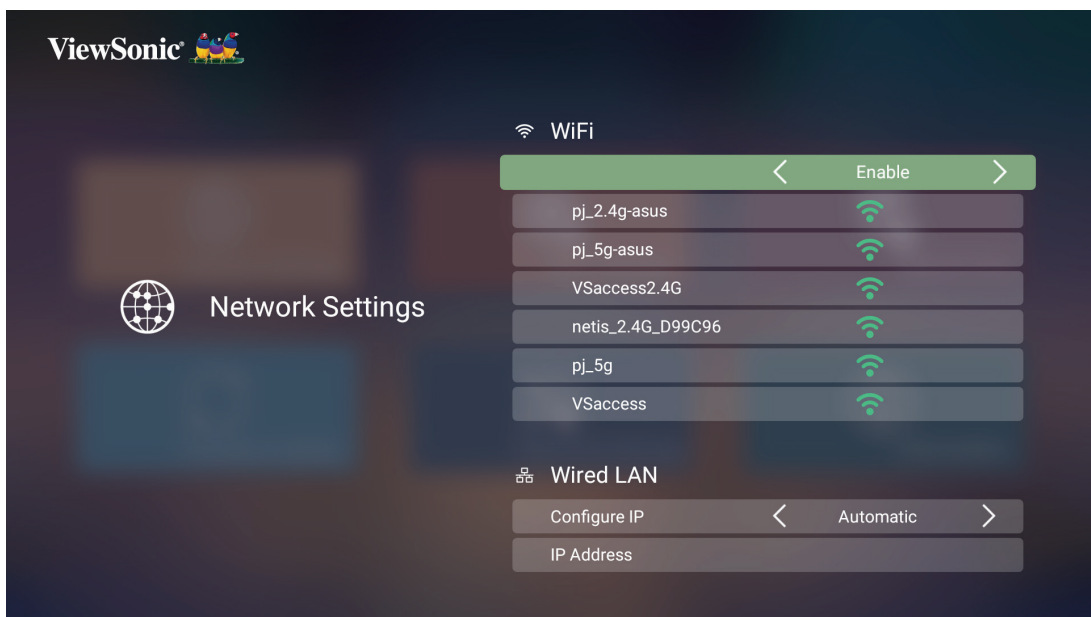 ViewSonic®
WiFi
Enable
pj_2.4g-asus
pj_5g-asus
VSaccess2.4G
Network Settings
netis_2.4G_D99C96
pj_5g
VSaccess
Wired LAN
Configure IP Automatic
IP Address